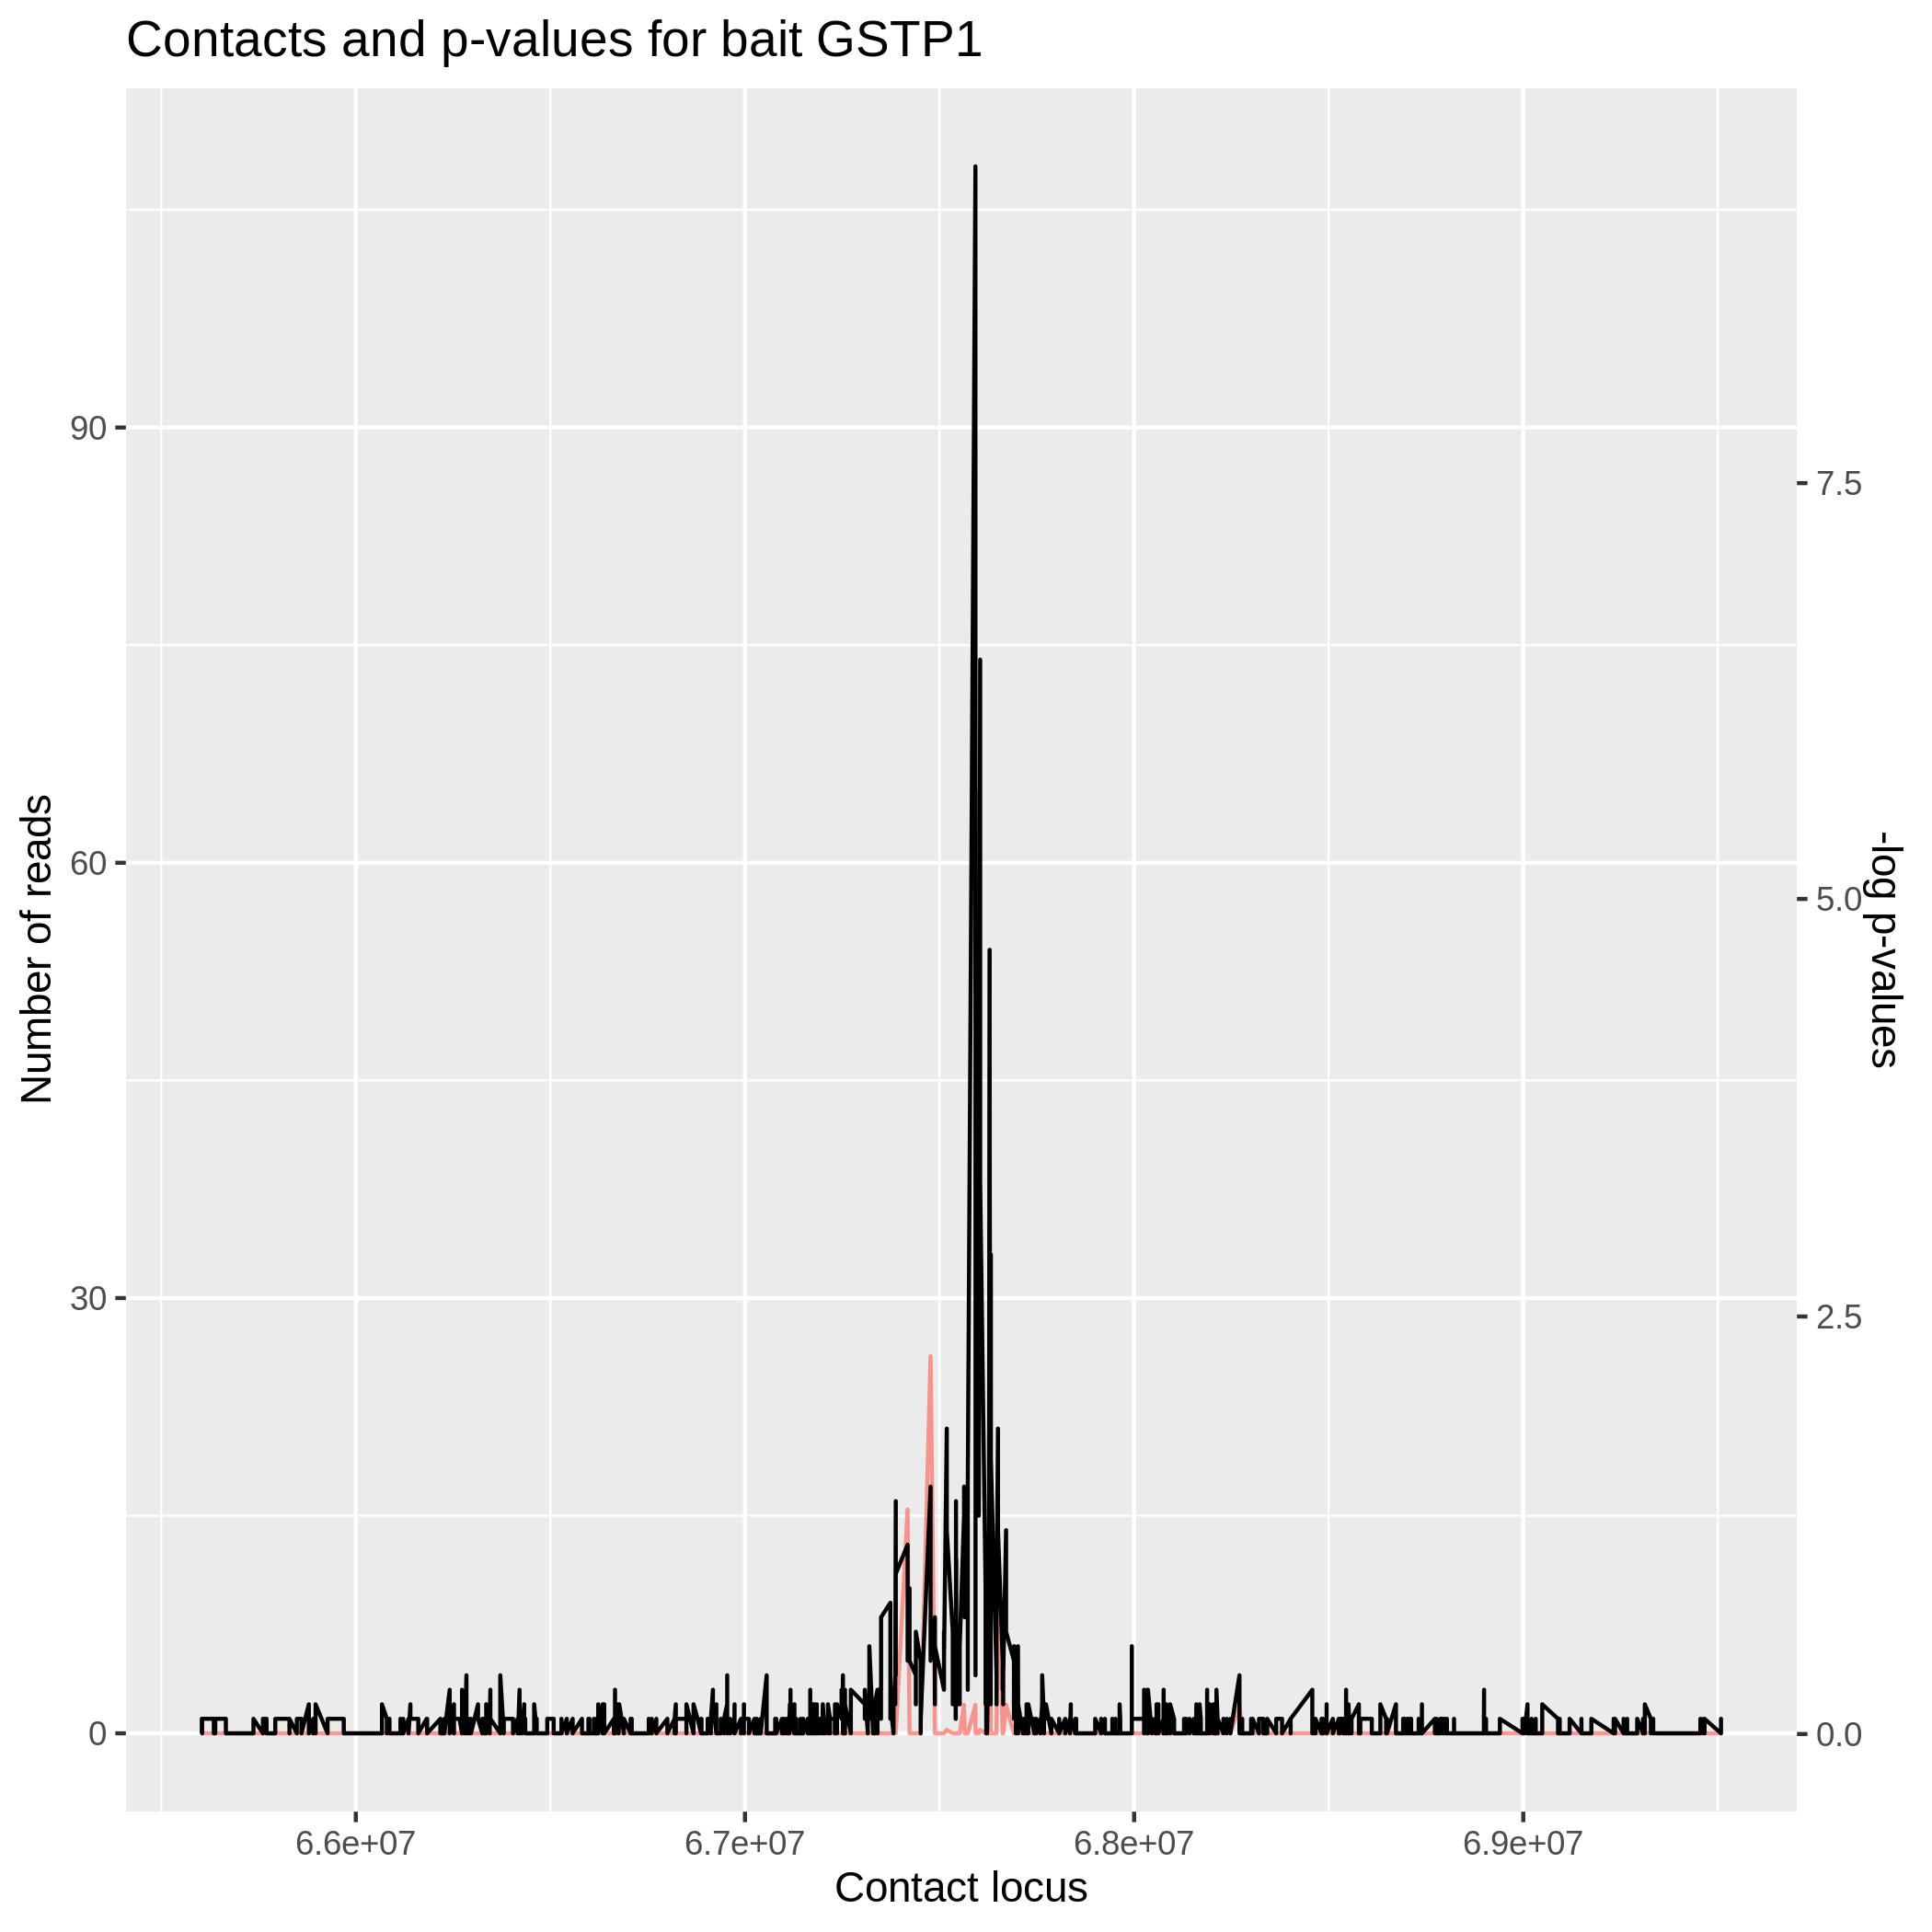 Contacts and p-values for bait GSTP1
Number of reads
90
60
30
0
7.5
5.0
2.5
0.0
-log p-values
6.6e+07
6.7e+07
6.8e+07
6.9e+07
Contact locus